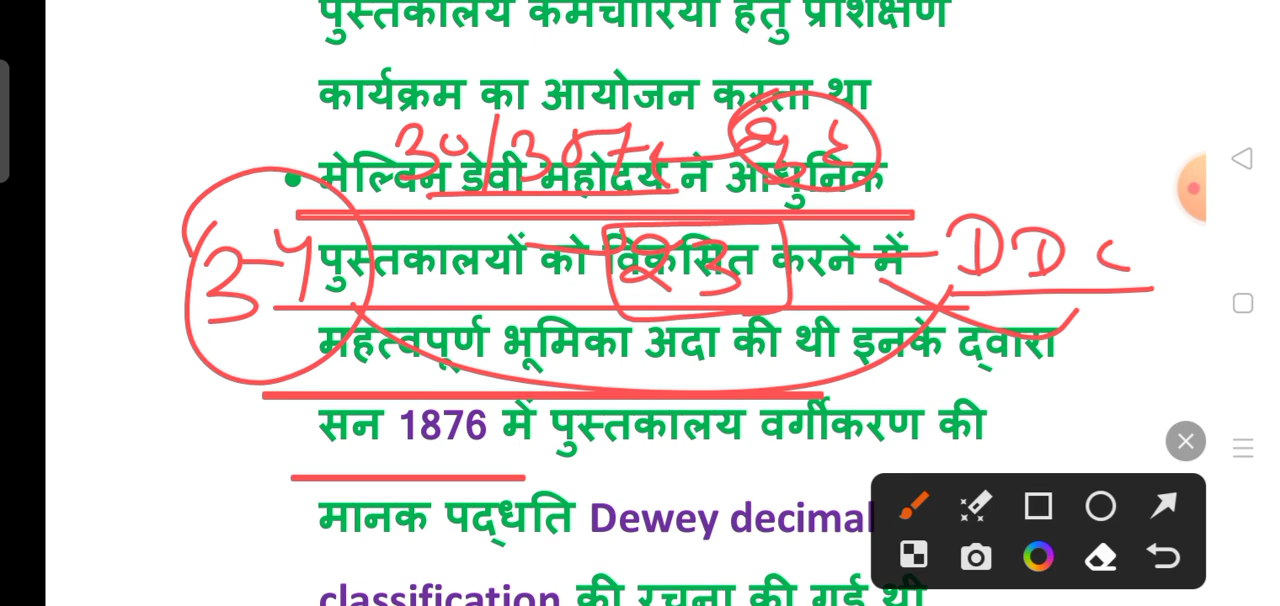 पुस्तकालय कर्मचारियों हेतु प्रशिक्षण
कार्यक्रम का आयोजन करता था
• मेल्विन डेवी महोदय ने आधुनिक
पुस्तकालयों को विकसित करने में
DDC
34
23
महत्वपूर्ण भूमिका अदा की थी इनके द्वारा
सन 1876 में पुस्तकालय वर्गीकरण की
मानक पद्धति Dewey decimal
classification की रचना की गई थी